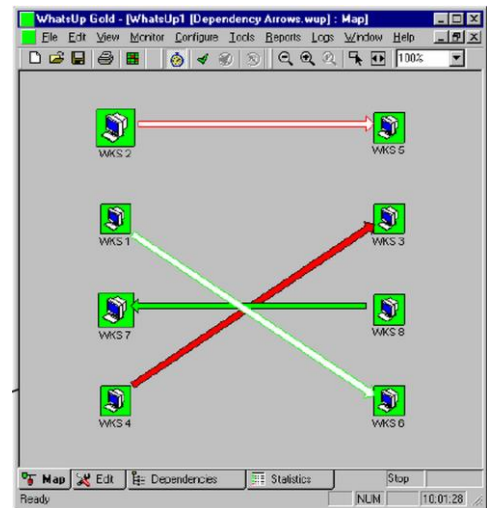 WhatsUp Gold - [WhatsUp1 [Dependency Arrows.wup] : Map]
File Edit View Monitor Configure Tools Reports Logs Window Help
100%
WKS 2 WKS 5
WKS 1 WKS 3
WKS 7 WKS 8
WKS 4 WKS 6
Map Edit Dependencies Statistics Stop
Ready NUM 10:01:28